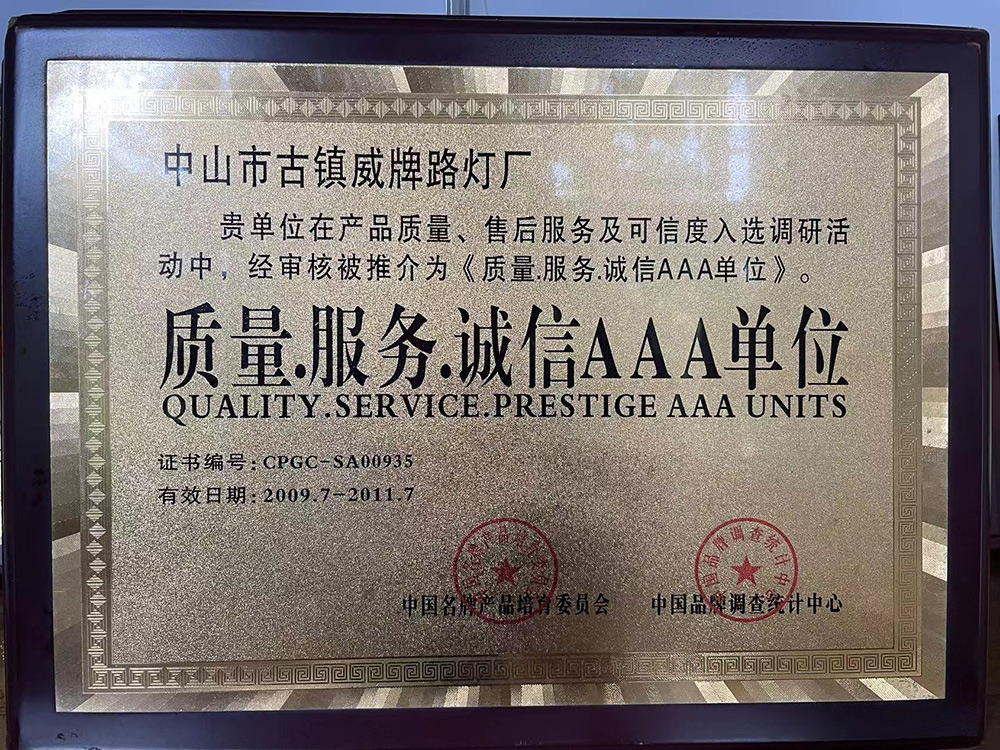 中山市古镇威牌路灯厂
贵单位在产品质量、售后服务及可信度入选调研活
动中，经审核被推介为《质量.服务.诚信AAA单位》。
质量.服务.诚信AAA单位
QUALITY.SERVICE.PRESTIGE AAA UNITS
证书编号:CPGC-SA00935
有效日期:2009.7-2011.7
中国名牌产品培育委员会 中国品牌调查统计中心